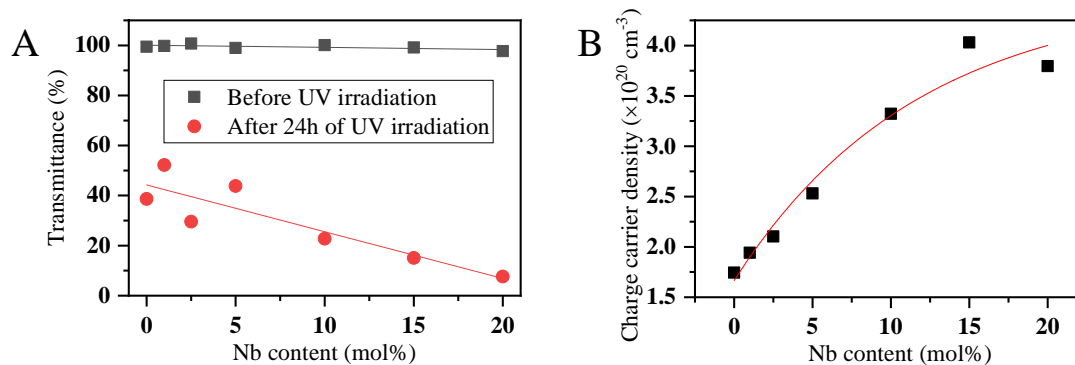 A
Transmittance (%)
100
80
60
40
20
0
Before UV irradiation
After 24h of UV irradiation
0 5 10 15 20
Nb content (mol%)
B
Charge carrier density (×10²⁰ cm⁻³)
4.0
3.5
3.0
2.5
2.0
1.5
0 5 10 15 20
Nb content (mol%)